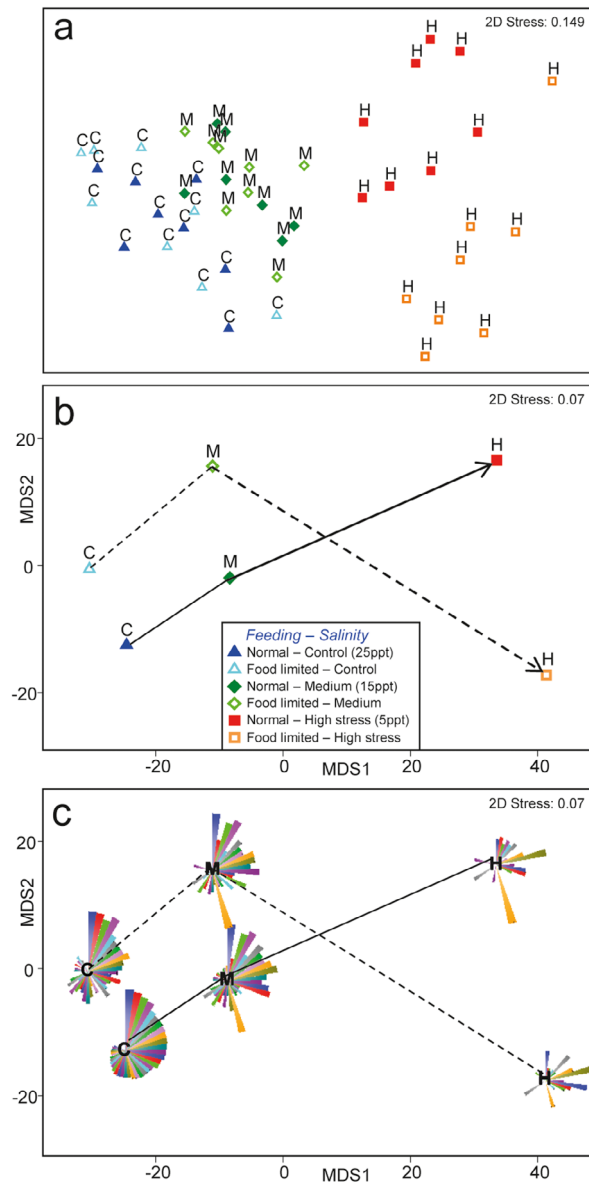 a
2D Stress: 0.149
H
H
H
H
H
M M M
H
C C C
M M
C
M
M
M
H
C
C
M
M
H
H
C
C
C
M
M
C
M
H
H
C
C
M
H
C
M
C
H
C
H
C
H
H
b
2D Stress: 0.07
20
0
-20
MDS2
M
H
C
M
C
H
Feeding – Salinity
Normal – Control (25ppt)
Food limited – Control
Normal – Medium (15ppt)
Food limited – Medium
Normal – High stress (5ppt)
Food limited – High stress
-20 0 20 40
MDS1
c
2D Stress: 0.07
20
0
-20
MDS2
M
H
C
M
C
H
-20 0 20 40
MDS1